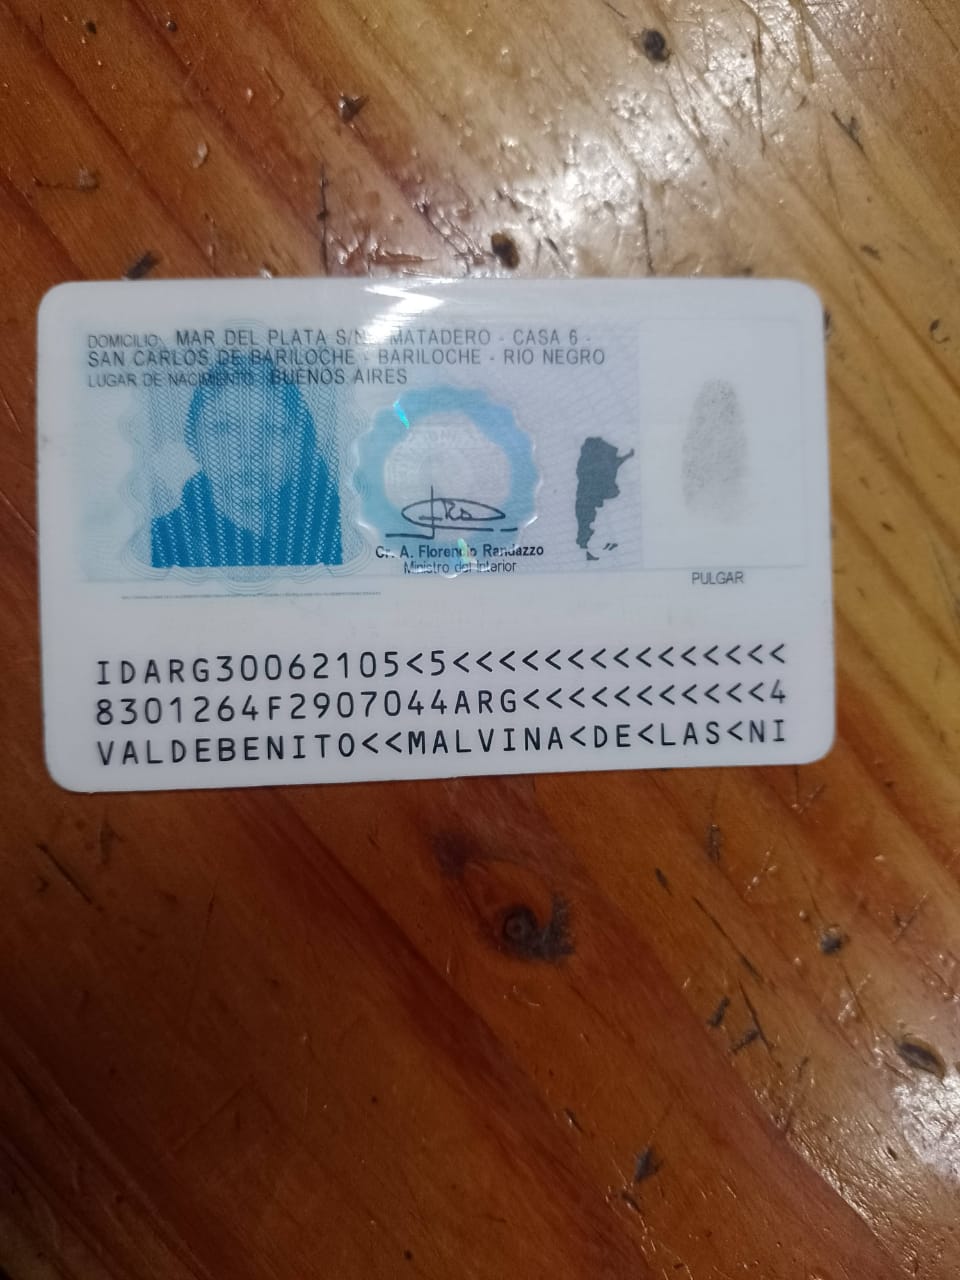 DOMICILIO: MAR DEL PLATA S/N - MATADERO - CASA 6 -
SAN CARLOS DE BARILOCHE - BARILOCHE - RIO NEGRO
LUGAR DE NACIMIENTO: BUENOS AIRES
Cr. A. Florencio Randazzo
Ministro del Interior
PULGAR
IDARG30062105<5<<<<<<<<<<<<<<<
8301264F2907044ARG<<<<<<<<<<<4
VALDEBENITO<<MALVINA<DE<LAS<NI